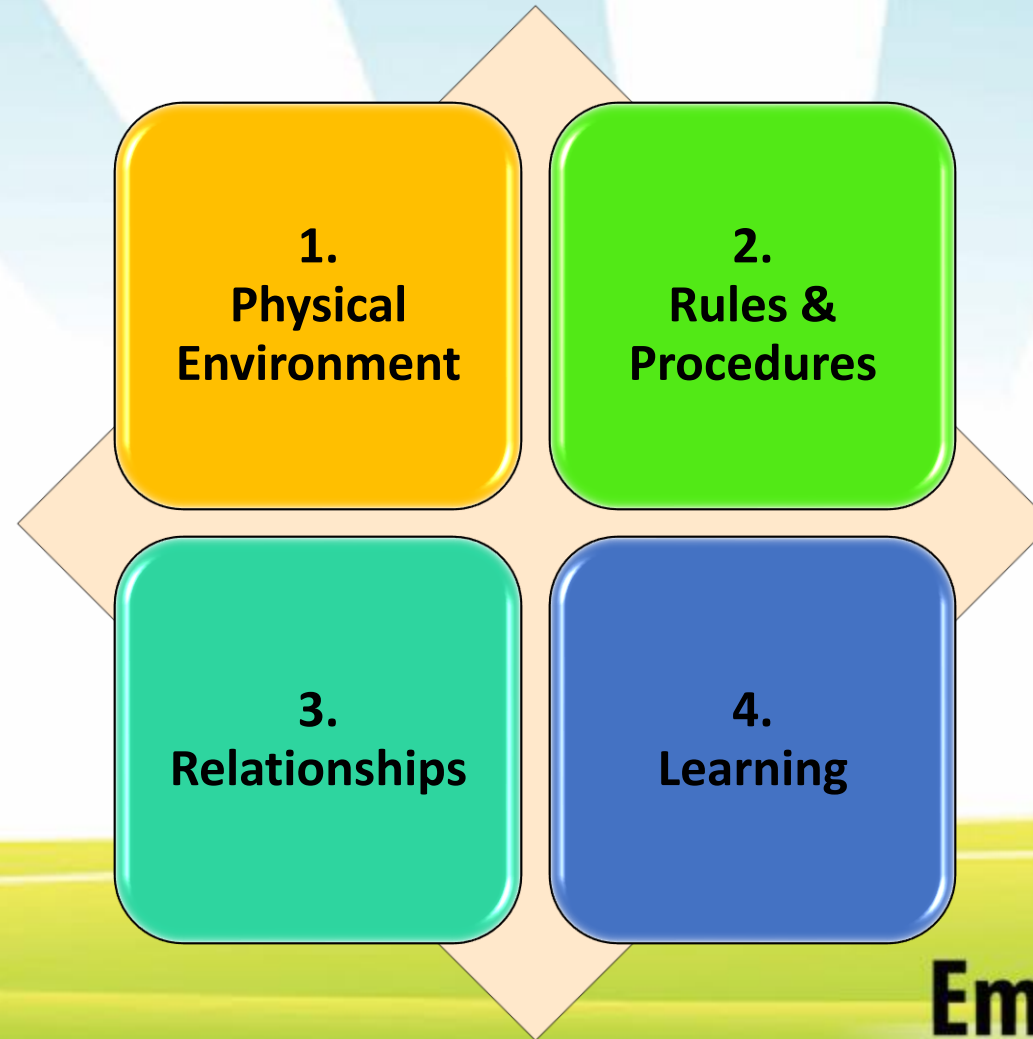 1.
Physical
Environment
2.
Rules &
Procedures
3.
Relationships
4.
Learning
Em